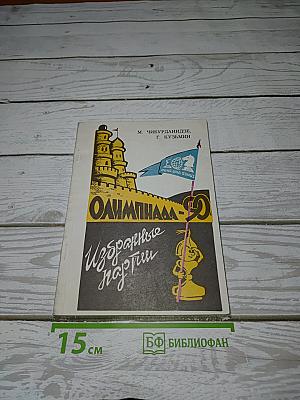 М. ЧИБУРДАНИДЗЕ,
Г. КУЗЬМИН
ОЛИМПИАДА-90
Избранные
партии
15 см
БФ БИБЛИОФАН